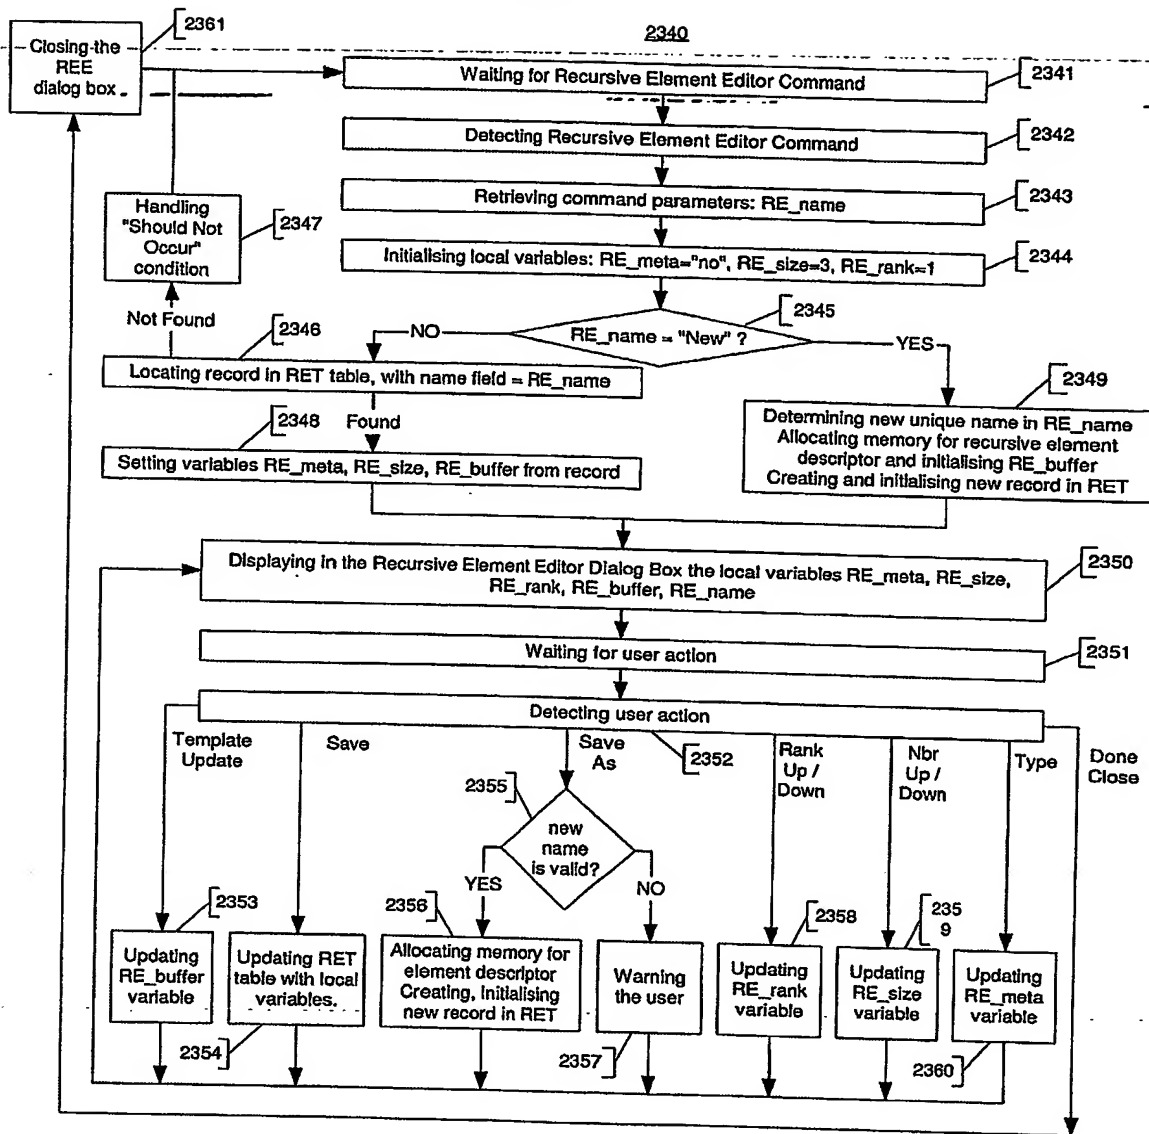 2340
2361
Closing the
REE
dialog box
Waiting for Recursive Element Editor Command
2341
Detecting Recursive Element Editor Command
2342
Retrieving command parameters: RE_name
2343
Initialising local variables: RE_meta="no", RE_size=3, RE_rank=1
2344
Handling
"Should Not
Occur"
condition
2347
Not Found
2346
NO
RE_name = "New" ?
2345
YES
Locating record in RET table, with name field = RE_name
2348
Found
Setting variables RE_meta, RE_size, RE_buffer from record
2349
Determining new unique name in RE_name
Allocating memory for recursive element
descriptor and initialising RE_buffer
Creating and initialising new record in RET
Displaying in the Recursive Element Editor Dialog Box the local variables RE_meta, RE_size,
RE_rank, RE_buffer, RE_name
2350
Waiting for user action
2351
Detecting user action
2352
Template
Update
Save
Save
As
Rank
Up /
Down
Nbr
Up /
Down
Type
Done
Close
2355
new
name
is valid?
YES
NO
2353
Updating
RE_buffer
variable
Updating RET
table with local
variables.
2354
2356
Allocating memory for
element descriptor
Creating, Initialising
new record in RET
Warning
the user
2357
2358
Updating
RE_rank
variable
235
9
Updating
RE_size
variable
Updating
RE_meta
variable
2360